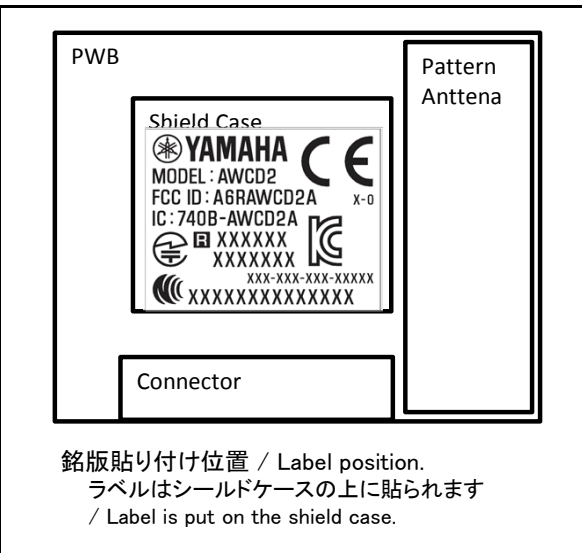 PWB
Pattern
Anttena
Shield Case
YAMAHA
MODEL : AWCD2
FCC ID : A6RAWCD2A
X-0
IC : 740B-AWCD2A
R XXXXXX
XXXXXXX
XXX-XXX-XXX-XXXXX
XXXXXXXXXXXXXX
Connector
銘版貼り付け位置 / Label position.
ラベルはシールドケースの上に貼られます
/ Label is put on the shield case.